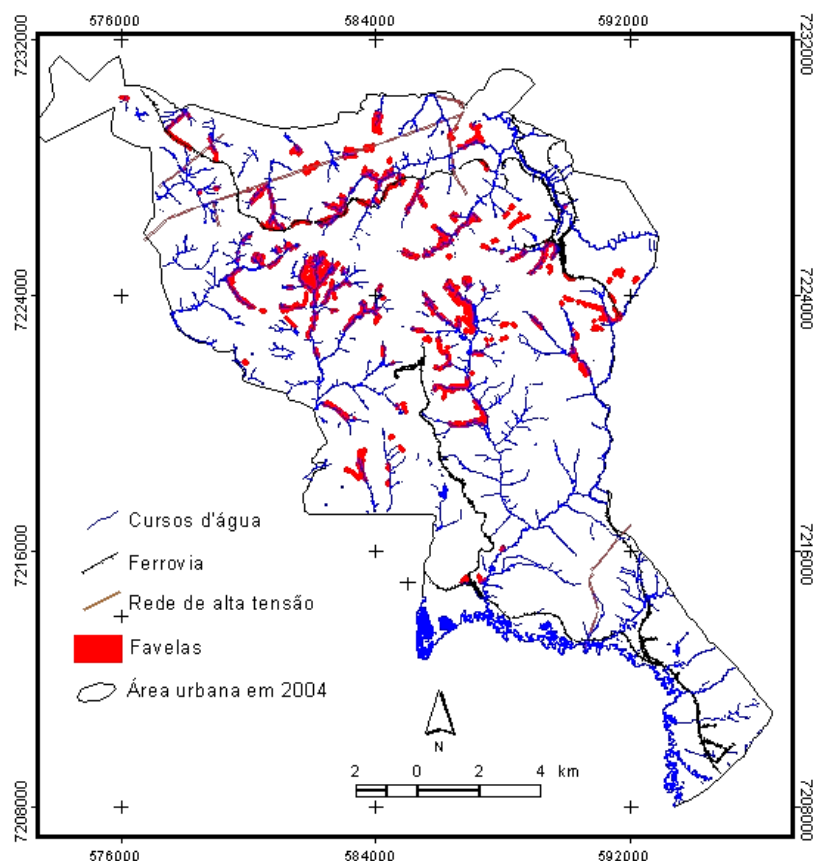 576000 584000 592000
7232000 7232000
7224000 7224000
7216000 7216000
7208000 7208000
Cursos d'água
Ferrovia
Rede de alta tensão
Favelas
Área urbana em 2004
N
2 0 2 4 km
576000 584000 592000